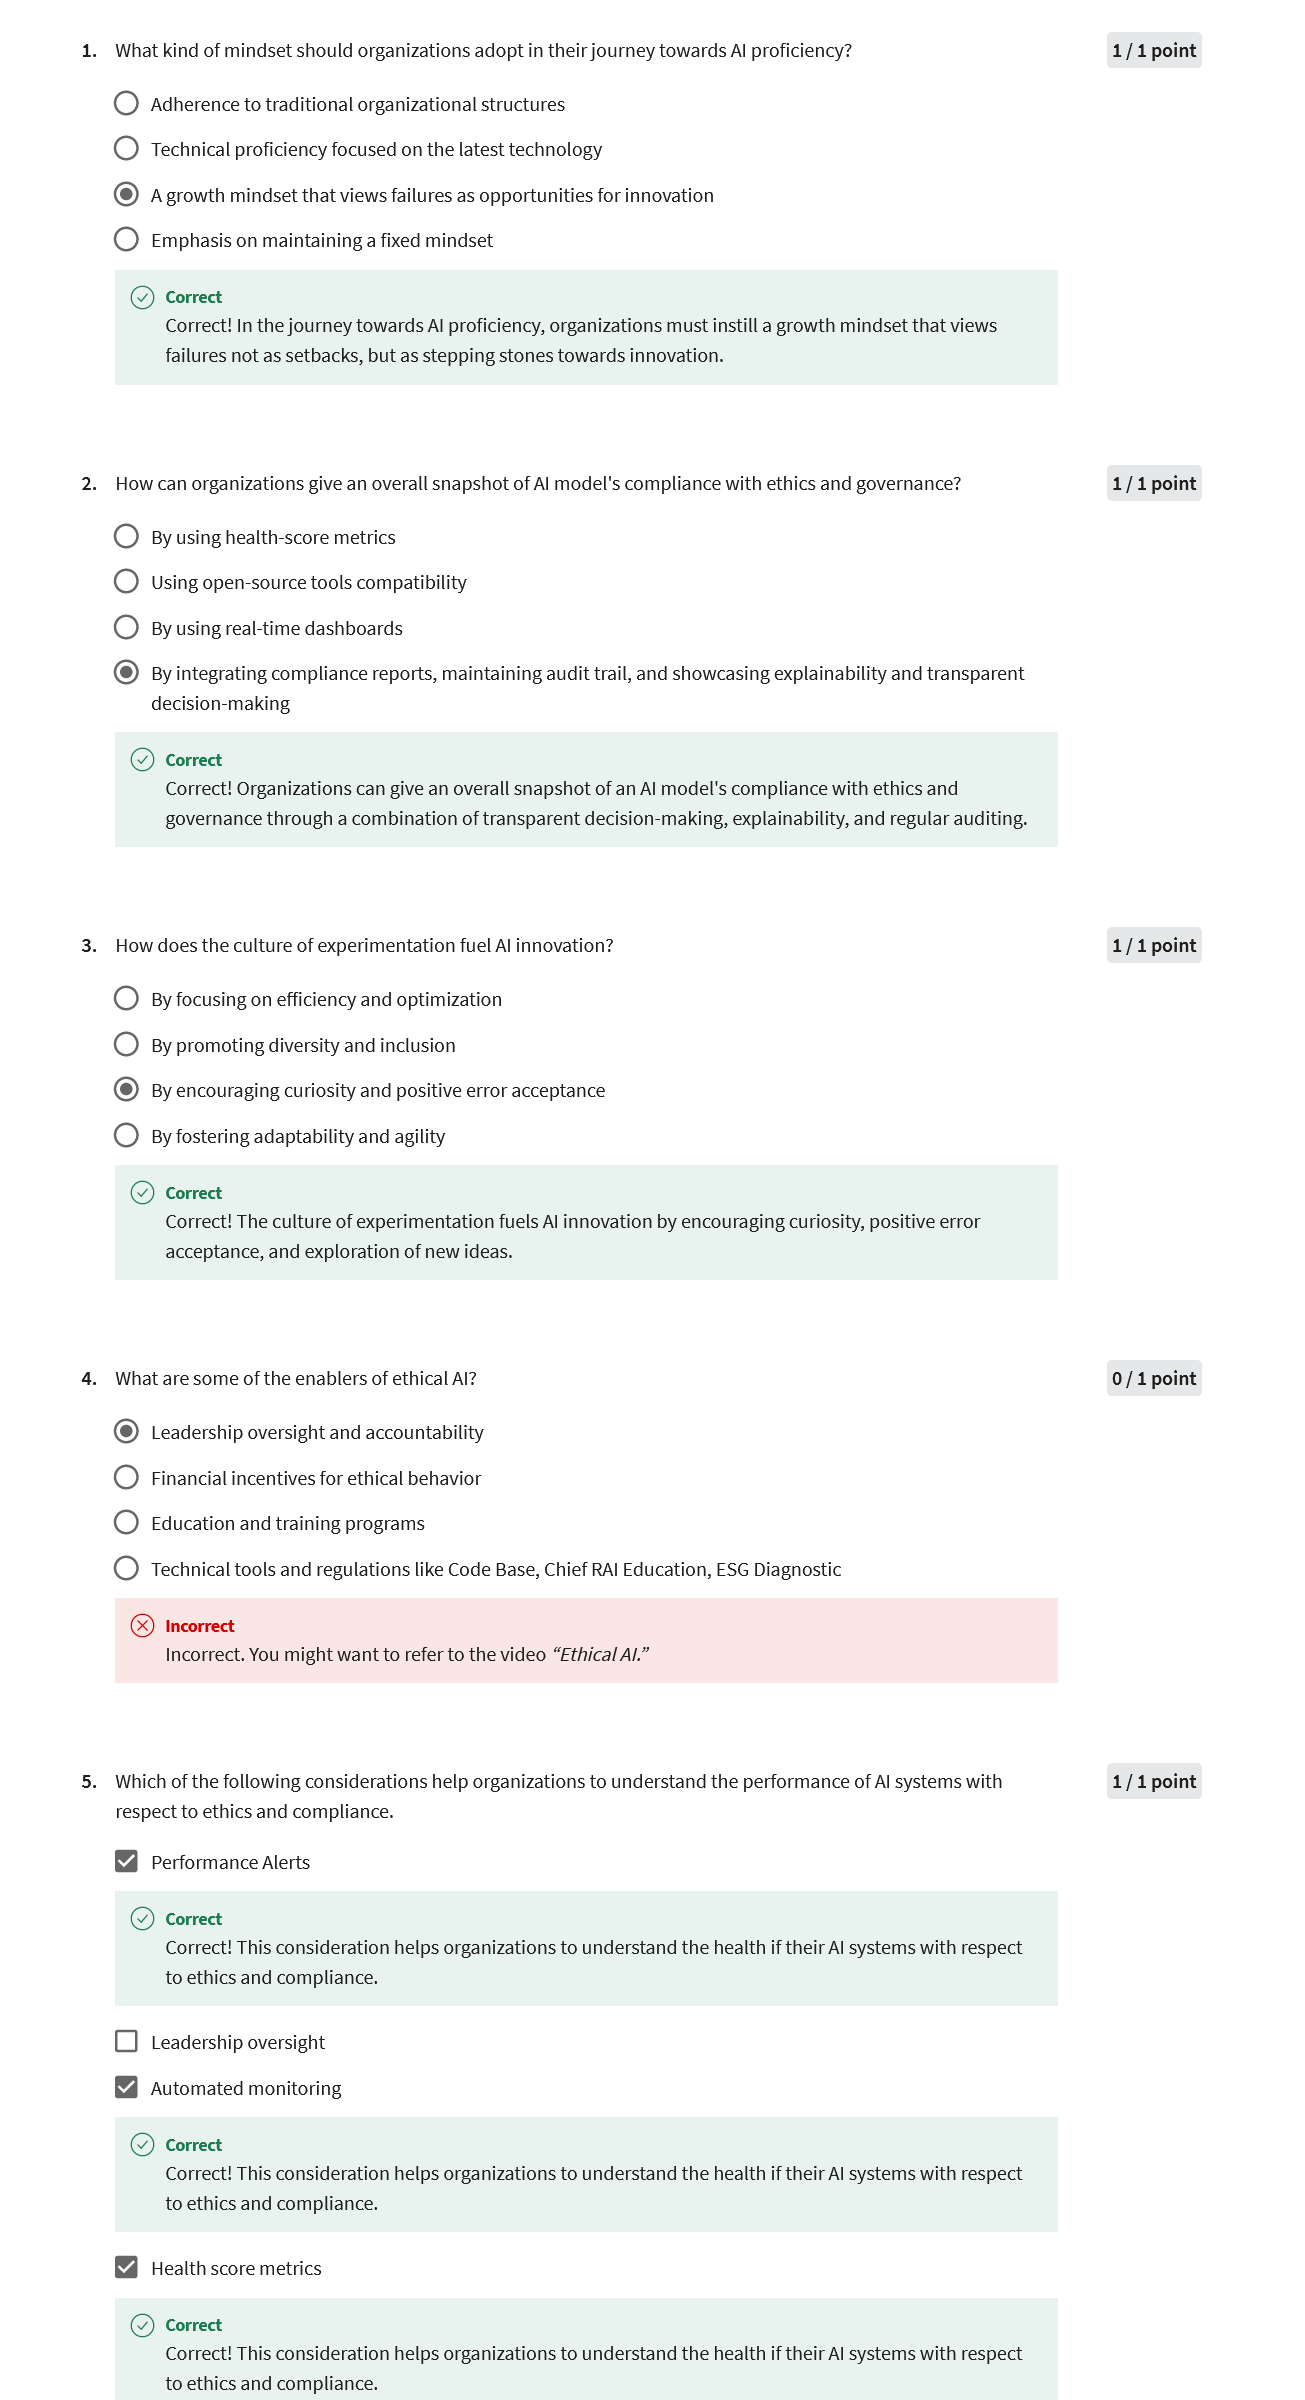 1. What kind of mindset should organizations adopt in their journey towards AI proficiency? 1 / 1 point
Adherence to traditional organizational structures
Technical proficiency focused on the latest technology
A growth mindset that views failures as opportunities for innovation
Emphasis on maintaining a fixed mindset
Correct
Correct! In the journey towards AI proficiency, organizations must instill a growth mindset that views
failures not as setbacks, but as stepping stones towards innovation.
2. How can organizations give an overall snapshot of AI model's compliance with ethics and governance? 1 / 1 point
By using health-score metrics
Using open-source tools compatibility
By using real-time dashboards
By integrating compliance reports, maintaining audit trail, and showcasing explainability and transparent
decision-making
Correct
Correct! Organizations can give an overall snapshot of an AI model's compliance with ethics and
governance through a combination of transparent decision-making, explainability, and regular auditing.
3. How does the culture of experimentation fuel AI innovation? 1 / 1 point
By focusing on efficiency and optimization
By promoting diversity and inclusion
By encouraging curiosity and positive error acceptance
By fostering adaptability and agility
Correct
Correct! The culture of experimentation fuels AI innovation by encouraging curiosity, positive error
acceptance, and exploration of new ideas.
4. What are some of the enablers of ethical AI? 0 / 1 point
Leadership oversight and accountability
Financial incentives for ethical behavior
Education and training programs
Technical tools and regulations like Code Base, Chief RAI Education, ESG Diagnostic
Incorrect
Incorrect. You might want to refer to the video “Ethical AI.”
5. Which of the following considerations help organizations to understand the performance of AI systems with 1 / 1 point
respect to ethics and compliance.
Performance Alerts
Correct
Correct! This consideration helps organizations to understand the health if their AI systems with respect
to ethics and compliance.
Leadership oversight
Automated monitoring
Correct
Correct! This consideration helps organizations to understand the health if their AI systems with respect
to ethics and compliance.
Health score metrics
Correct
Correct! This consideration helps organizations to understand the health if their AI systems with respect
to ethics and compliance.